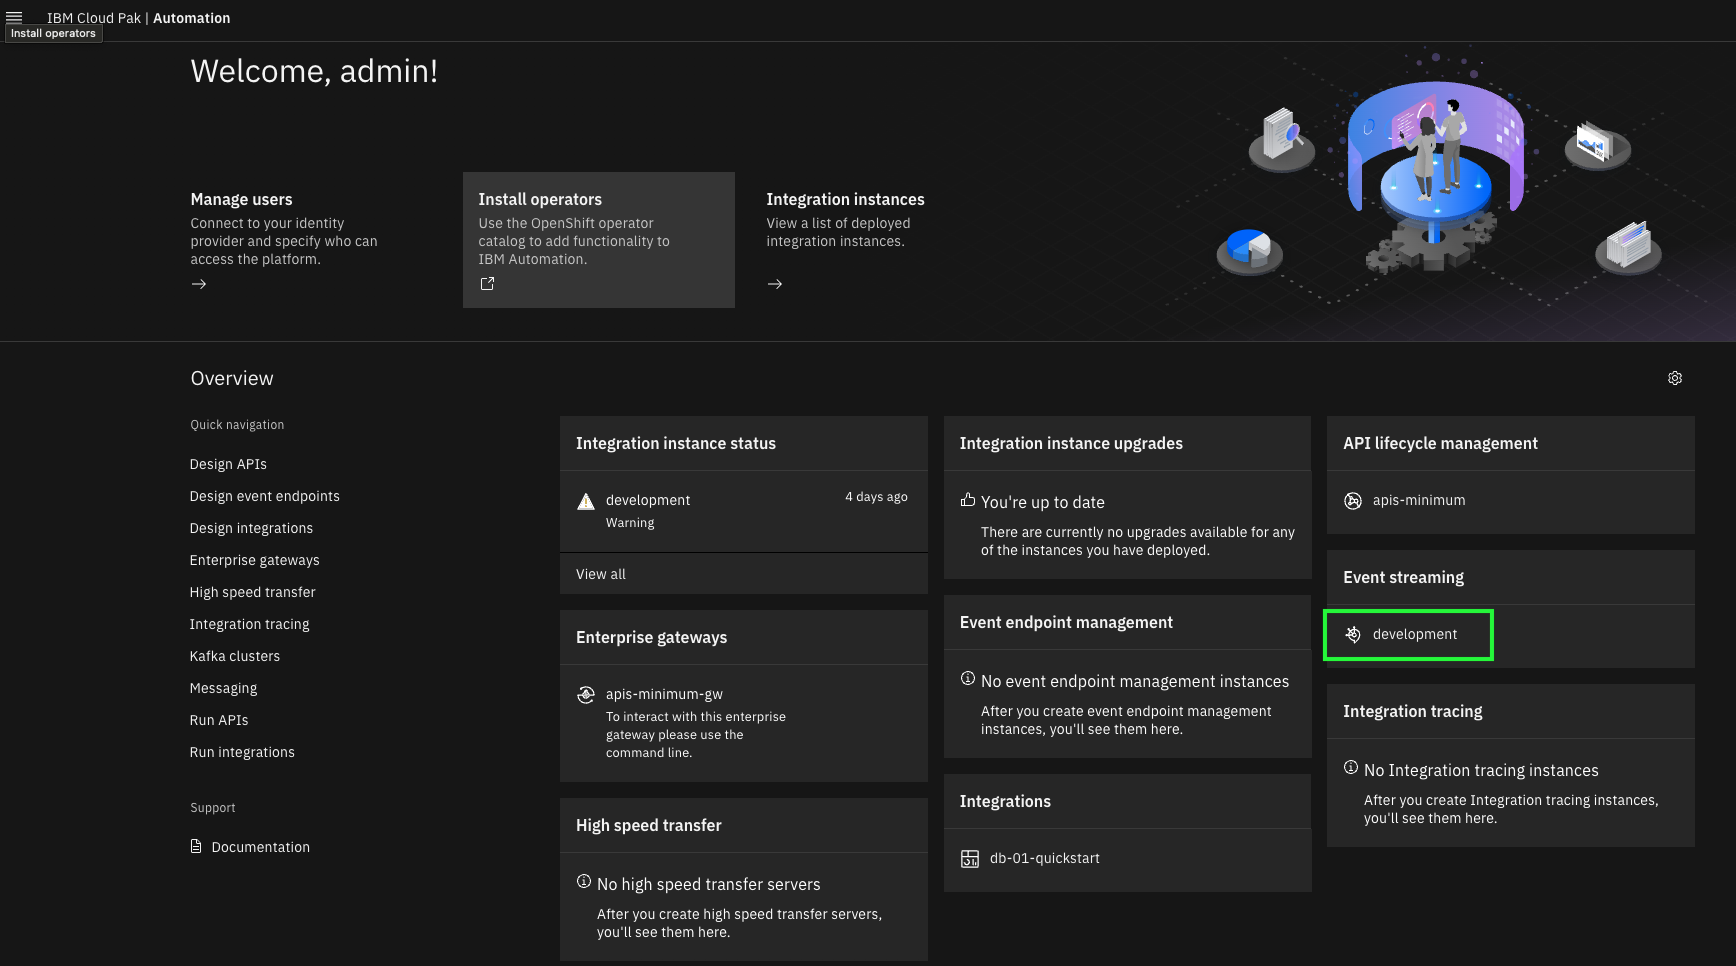 IBM Cloud Pak | Automation
Install operators
Welcome, admin!
Manage users
Connect to your identity
provider and specify who can
access the platform.
Install operators
Use the OpenShift operator
catalog to add functionality to
IBM Automation.
Integration instances
View a list of deployed
integration instances.
Overview
Quick navigation
Design APIs
Design event endpoints
Design integrations
Enterprise gateways
High speed transfer
Integration tracing
Kafka clusters
Messaging
Run APIs
Run integrations
Support
Documentation
Integration instance status
development
4 days ago
Warning
View all
Enterprise gateways
apis-minimum-gw
To interact with this enterprise
gateway please use the
command line.
High speed transfer
No high speed transfer servers
After you create high speed transfer servers,
you'll see them here.
Integration instance upgrades
You're up to date
There are currently no upgrades available for any
of the instances you have deployed.
Event endpoint management
No event endpoint management instances
After you create event endpoint management
instances, you'll see them here.
Integrations
db-01-quickstart
API lifecycle management
apis-minimum
Event streaming
development
Integration tracing
No Integration tracing instances
After you create Integration tracing instances,
you'll see them here.